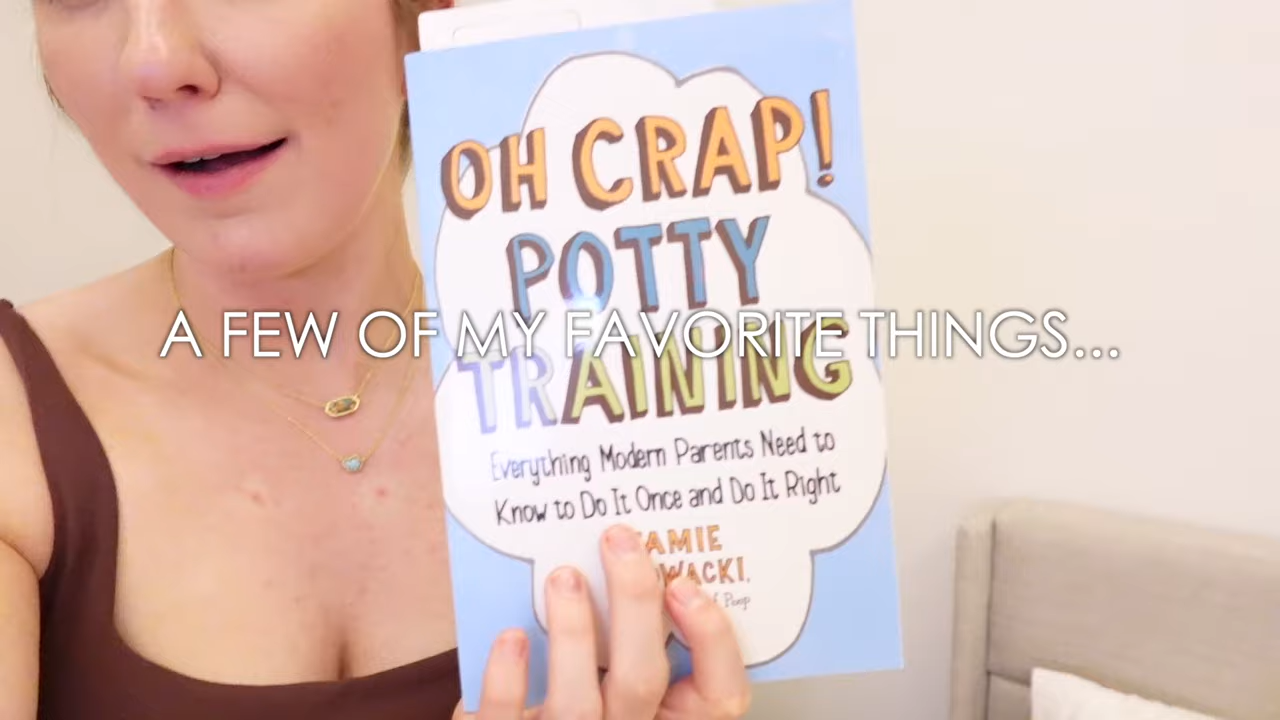 OH CRAP!
POTTY
A FEW OF MY FAVORITE THINGS...
TRAINING
Everything Modern Parents Need to
Know to Do It Once and Do It Right
Poop